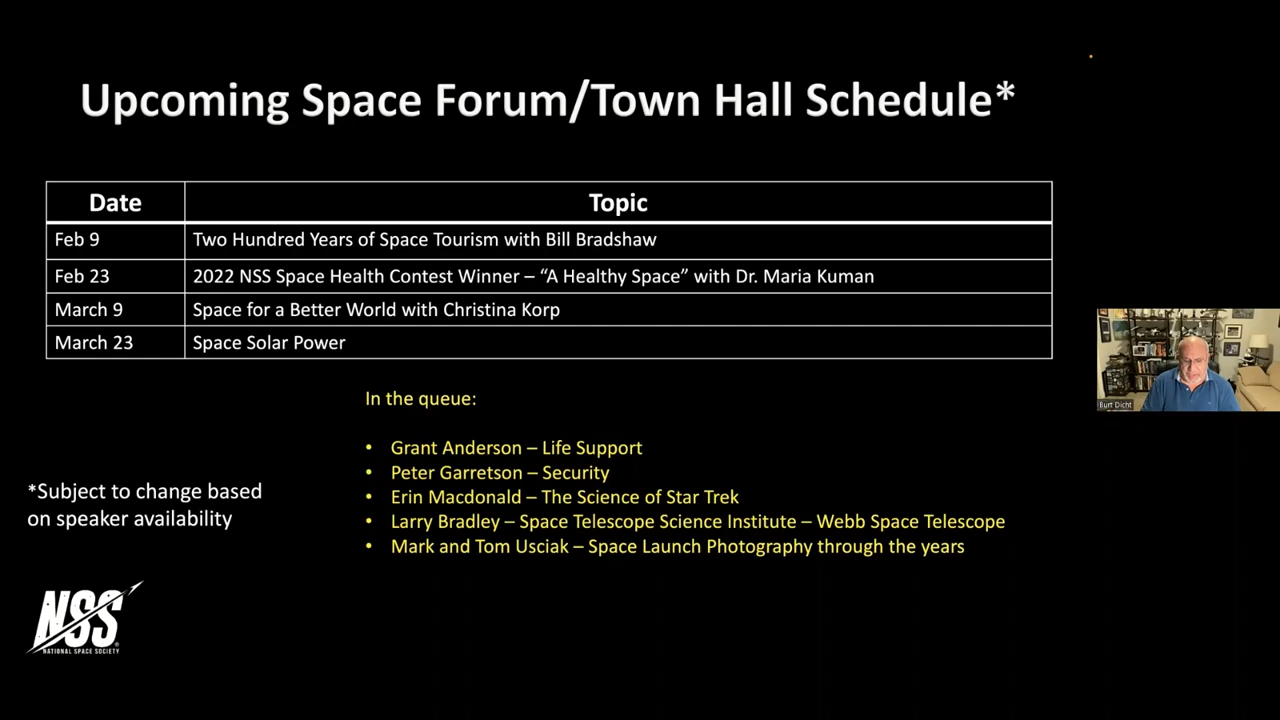 Upcoming Space Forum/Town Hall Schedule*
Date Topic
Feb 9 Two Hundred Years of Space Tourism with Bill Bradshaw
Feb 23 2022 NSS Space Health Contest Winner – “A Healthy Space” with Dr. Maria Kuman
March 9 Space for a Better World with Christina Korp
March 23 Space Solar Power
In the queue:
• Grant Anderson – Life Support
• Peter Garretson – Security
• Erin Macdonald – The Science of Star Trek
• Larry Bradley – Space Telescope Science Institute – Webb Space Telescope
• Mark and Tom Usciak – Space Launch Photography through the years
*Subject to change based
on speaker availability
NSS
NATIONAL SPACE SOCIETY
Burt Dicht